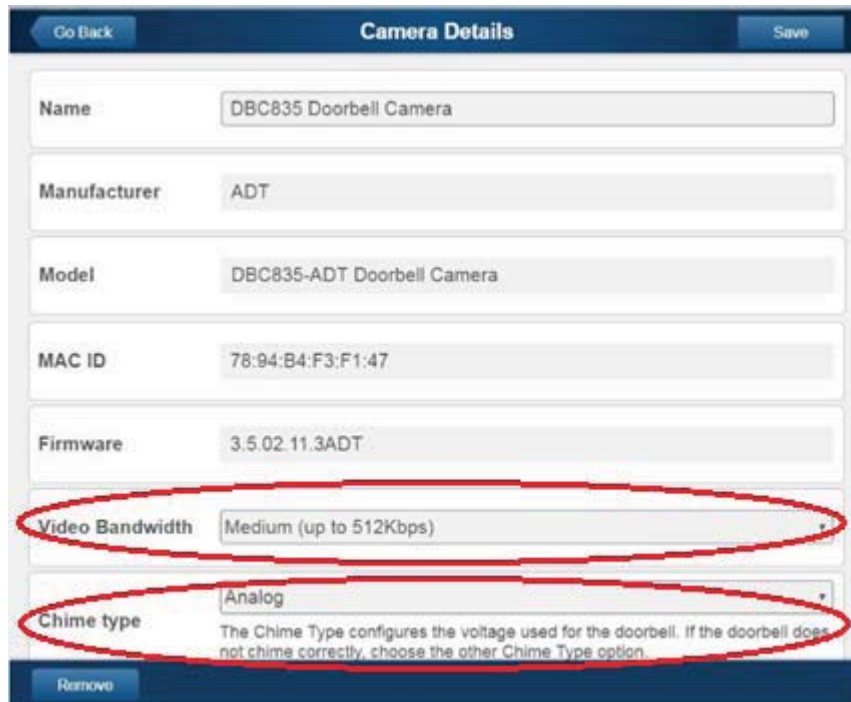 Go Back Camera Details Save
Name DBC835 Doorbell Camera
Manufacturer ADT
Model DBC835-ADT Doorbell Camera
MAC ID 78:94:B4:F3:F1:47
Firmware 3.5.02.11.3ADT
Video Bandwidth Medium (up to 512Kbps)
Analog
Chime type
The Chime Type configures the voltage used for the doorbell. If the doorbell does
not chime correctly, choose the other Chime Type option.
Remove